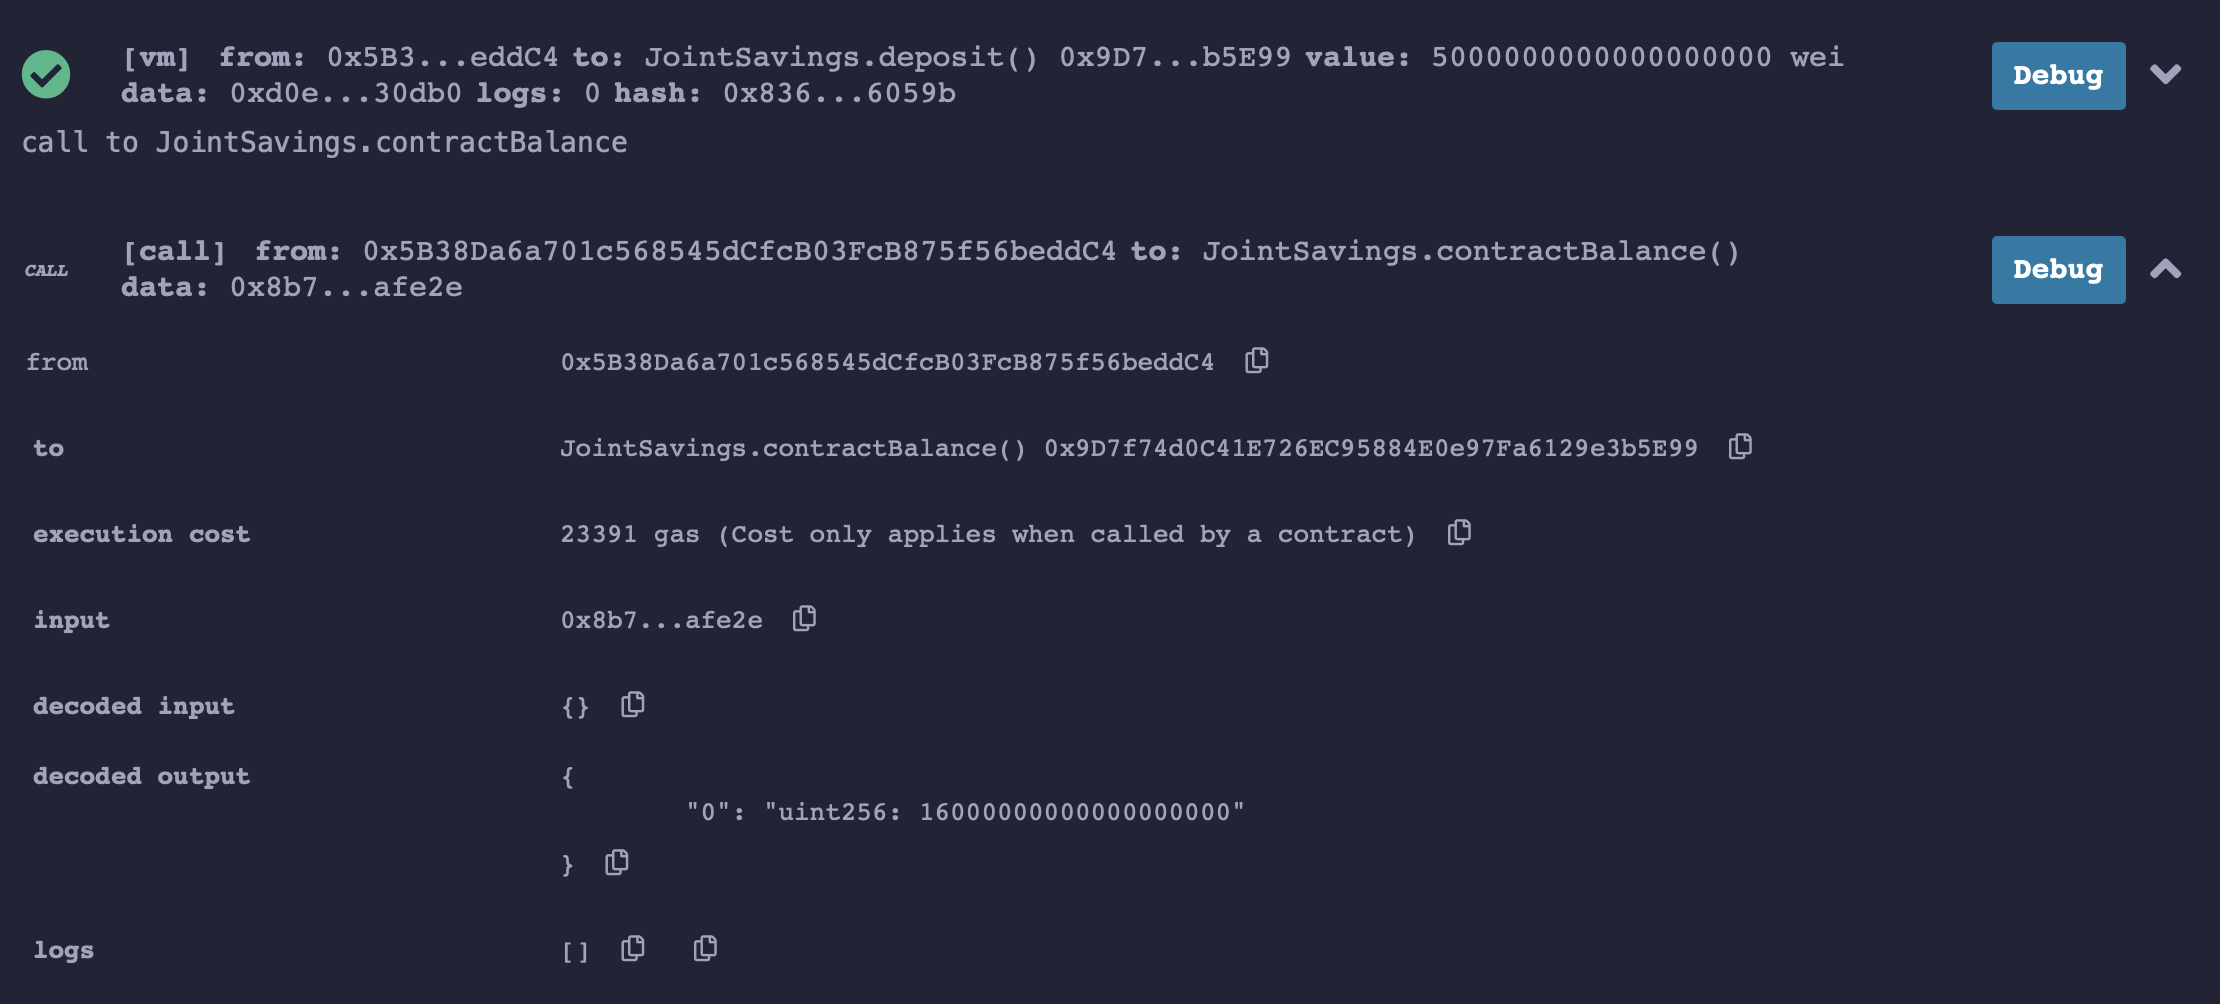 [vm] from: 0x5B3...eddC4 to: JointSavings.deposit() 0x9D7...b5E99 value: 5000000000000000000 wei
data: 0xd0e...30db0 logs: 0 hash: 0x836...6059b
Debug
call to JointSavings.contractBalance
CALL
[call] from: 0x5B38Da6a701c568545dCfcB03FcB875f56beddC4 to: JointSavings.contractBalance()
data: 0x8b7...afe2e
Debug
from 0x5B38Da6a701c568545dCfcB03FcB875f56beddC4
to JointSavings.contractBalance() 0x9D7f74d0C41E726EC95884E0e97Fa6129e3b5E99
execution cost 23391 gas (Cost only applies when called by a contract)
input 0x8b7...afe2e
decoded input {}
decoded output {
"0": "uint256: 16000000000000000000"
}
logs []